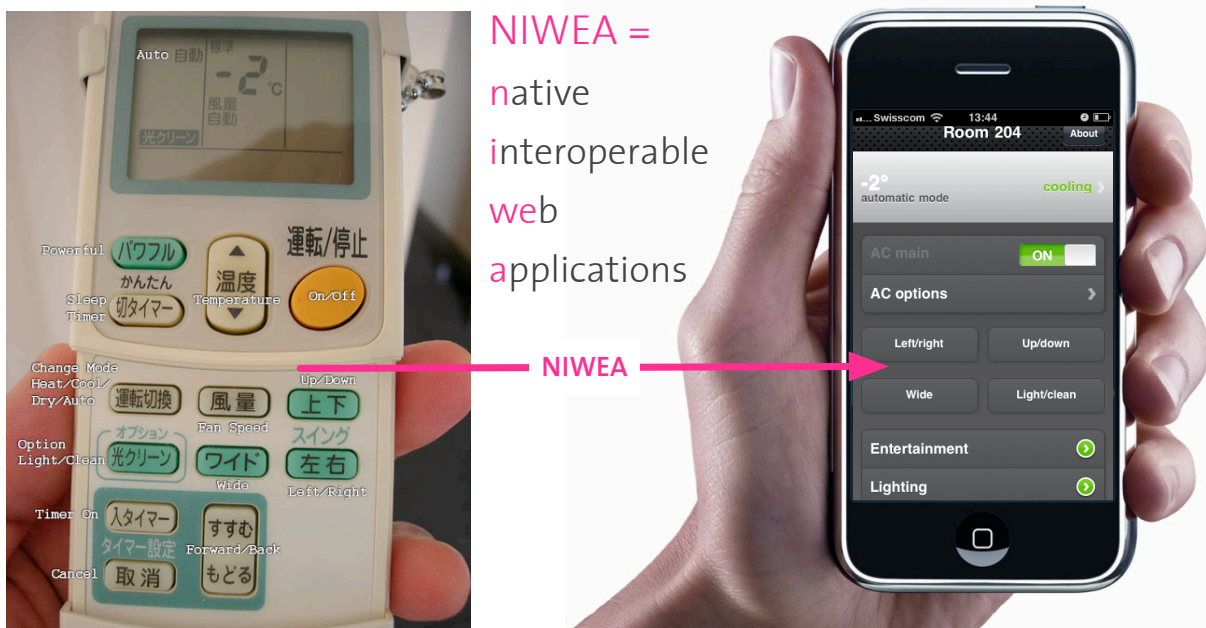 Auto 自動
標準
-2℃
風量
自動
光クリーン
運転/停止
Powerful
パワフル
かんたん
Sleep
Timer
切タイマー
温度
Temperature
On/Off
Change Mode
Heat/Cool/
Dry/Auto
運転切換
風量
Fan Speed
Up/Down
上下
オプション
Option
Light/Clean
光クリーン
ワイド
Wide
スイング
左右
Left/Right
Timer On
入タイマー
タイマー設定
Cancel
取消
すすむ
Forward/Back
もどる
NIWEA =
native
interoperable
web
applications
NIWEA
... Swisscom 13:44
Room 204
About
-2°
automatic mode
cooling
AC main
ON
AC options
Left/right
Up/down
Wide
Light/clean
Entertainment
Lighting